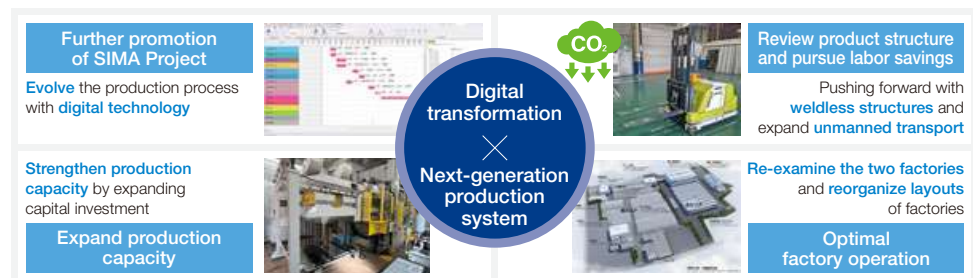 Further promotion
of SIMA Project
Evolve the production process
with digital technology
CO₂
Review product structure
and pursue labor savings
Pushing forward with
weldless structures and
expand unmanned transport
Digital
transformation
×
Next-generation
production
system
Strengthen production
capacity by expanding
capital investment
Expand production
capacity
Re-examine the two factories
and reorganize layouts
of factories
Optimal
factory operation